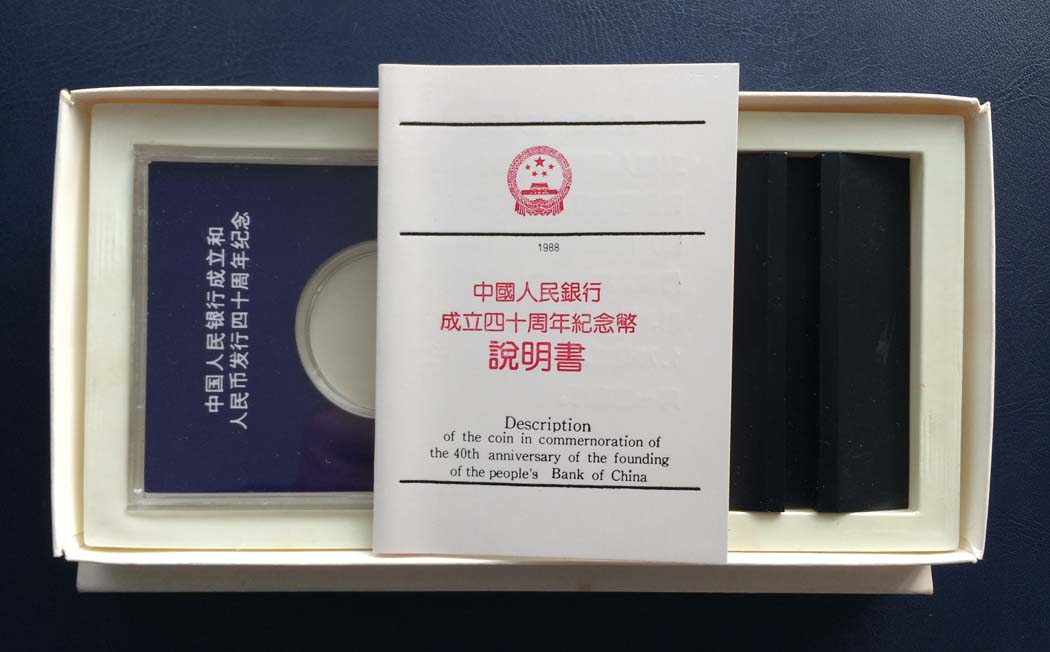 中国人民银行成立和
人民币发行四十周年纪念
1988
中國人民銀行
成立四十周年紀念幣
說明書
Description
of the coin in commernoration of
the 40th anniversary of the founding
of the people's Bank of China